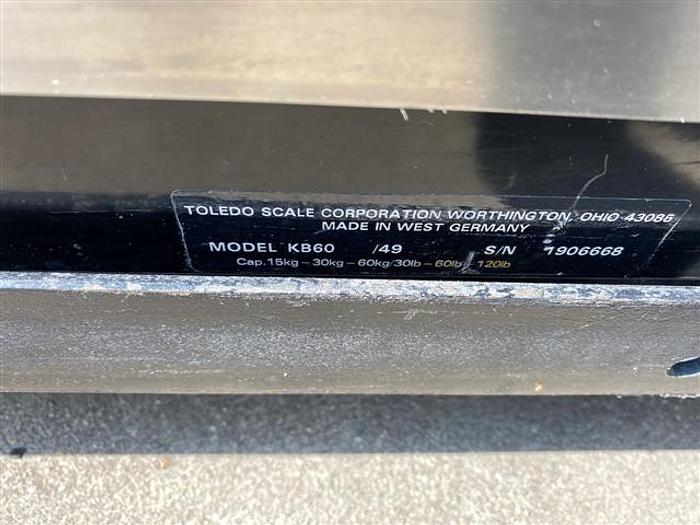 TOLEDO SCALE CORPORATION WORTHINGTON, OHIO 43085
MADE IN WEST GERMANY
MODEL KB60 /49 S/N 1906668
Cap. 15kg – 30kg – 60kg/30lb – 60lb – 120lb